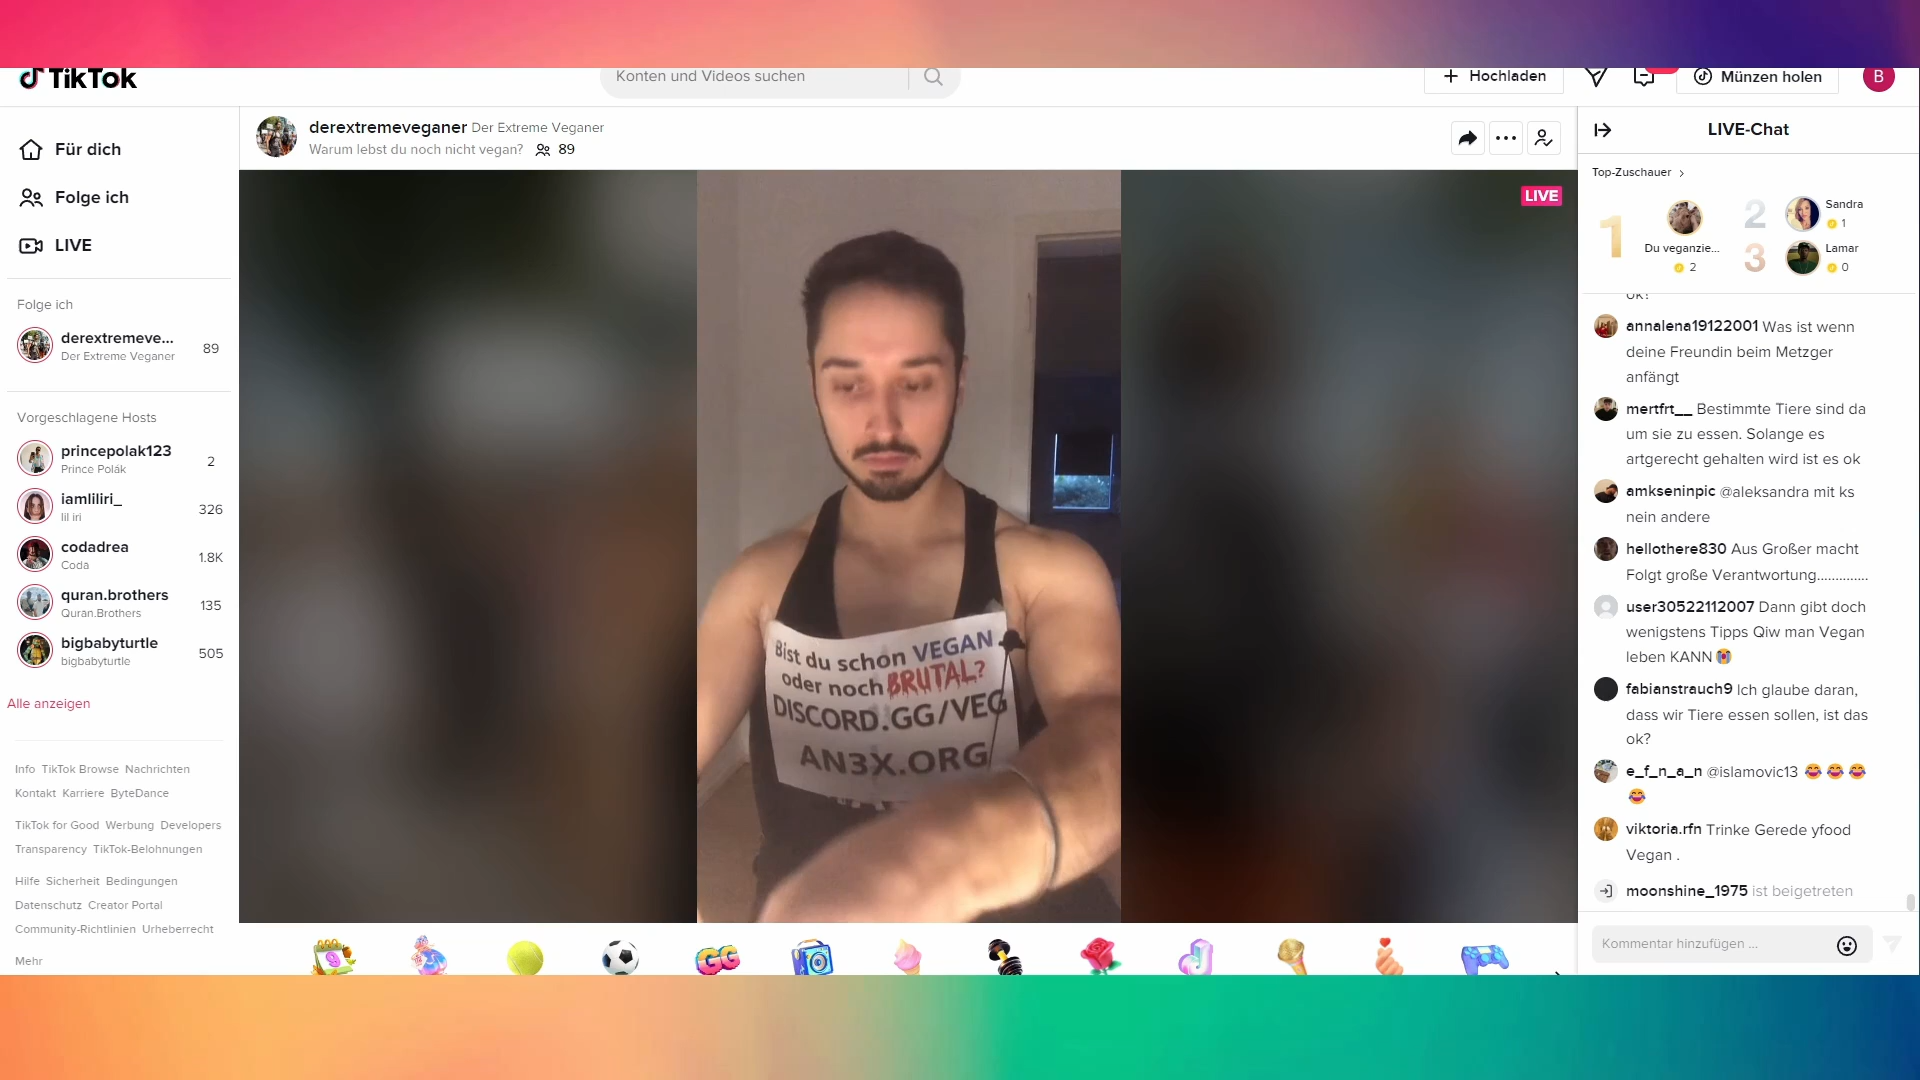 TikTok
Konten und Videos suchen
Hochladen
Münzen holen
B
Für dich
Folge ich
LIVE
Folge ich
derextremeve...
Der Extreme Veganer
89
Vorgeschlagene Hosts
princepolak123
Prince Polák
2
iamliliri_
lil iri
326
codadrea
Coda
1.8K
quran.brothers
Quran.Brothers
135
bigbabyturtle
bigbabyturtle
505
Alle anzeigen
Info TikTok Browse Nachrichten
Kontakt Karriere ByteDance
TikTok for Good Werbung Developers
Transparency TikTok-Belohnungen
Hilfe Sicherheit Bedingungen
Datenschutz Creator Portal
Community-Richtlinien Urheberrecht
Mehr
derextremeveganer Der Extreme Veganer
Warum lebst du noch nicht vegan? 89
LIVE
Bist du schon VEGAN
oder noch BRUTAL?
DISCORD.GG/VEG
AN3X.ORG
9
GG
LIVE-Chat
Top-Zuschauer
1
Du veganzie...
2
2
Sandra
1
3
Lamar
0
ok?
annalena19122001 Was ist wenn
deine Freundin beim Metzger
anfängt
mertfrt__ Bestimmte Tiere sind da
um sie zu essen. Solange es
artgerecht gehalten wird ist es ok
amkseninpic @aleksandra mit ks
nein andere
hellothere830 Aus Großer macht
Folgt große Verantwortung..............
user30522112007 Dann gibt doch
wenigstens Tipps Qiw man Vegan
leben KANN😭
fabianstrauch9 Ich glaube daran,
dass wir Tiere essen sollen, ist das
ok?
e_f_n_a_n @islamovic13 😂 😂 😂
😂
viktoria.rfn Trinke Gerede yfood
Vegan .
moonshine_1975 ist beigetreten
Kommentar hinzufügen ...